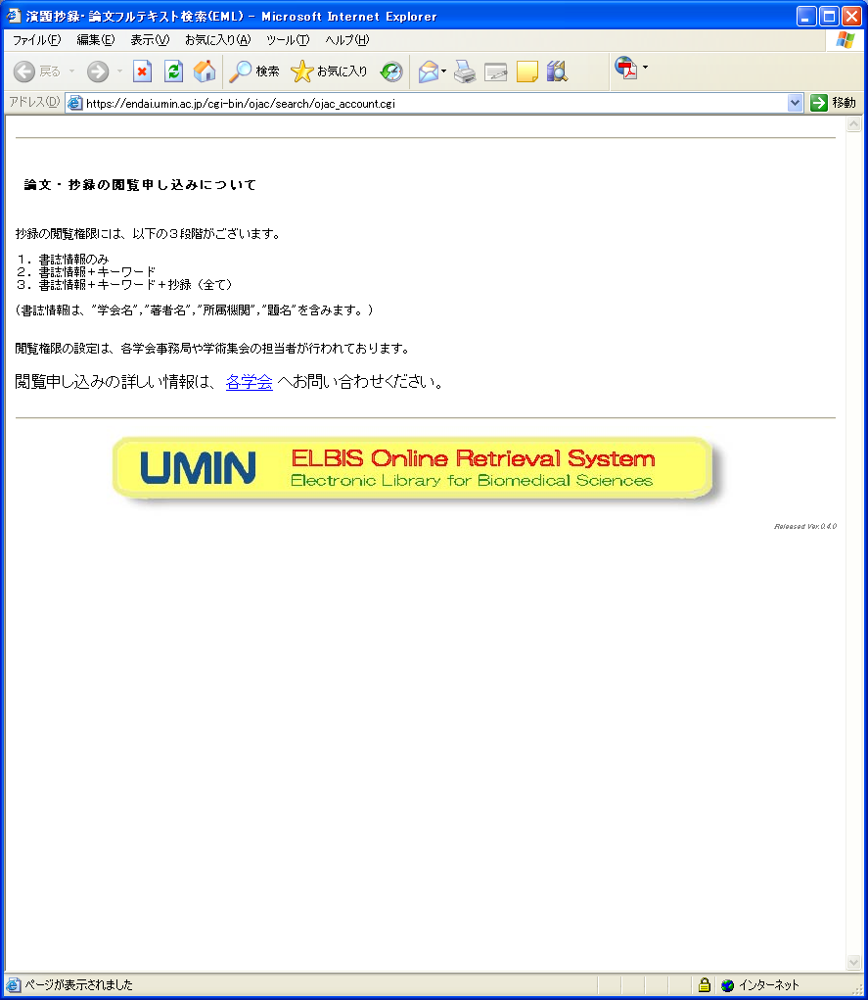 演題抄録・論文フルテキスト検索(EML) - Microsoft Internet Explorer
ファイル(F) 編集(E) 表示(V) お気に入り(A) ツール(T) ヘルプ(H)
戻る 検索 お気に入り
アドレス(D) https://endai.umin.ac.jp/cgi-bin/ojac/search/ojac_account.cgi 移動
論文・抄録の閲覧申し込みについて
抄録の閲覧権限には、以下の３段階がございます。
１．書誌情報のみ
２．書誌情報＋キーワード
３．書誌情報＋キーワード＋抄録（全て）
（書誌情報は、"学会名","著者名","所属機関","題名"を含みます。）
閲覧権限の設定は、各学会事務局や学術集会の担当者が行われております。
閲覧申し込みの詳しい情報は、 各学会 へお問い合わせください。
UMIN ELBIS Online Retrieval System
Electronic Library for Biomedical Sciences
Released Ver.0.4.0
ページが表示されました インターネット